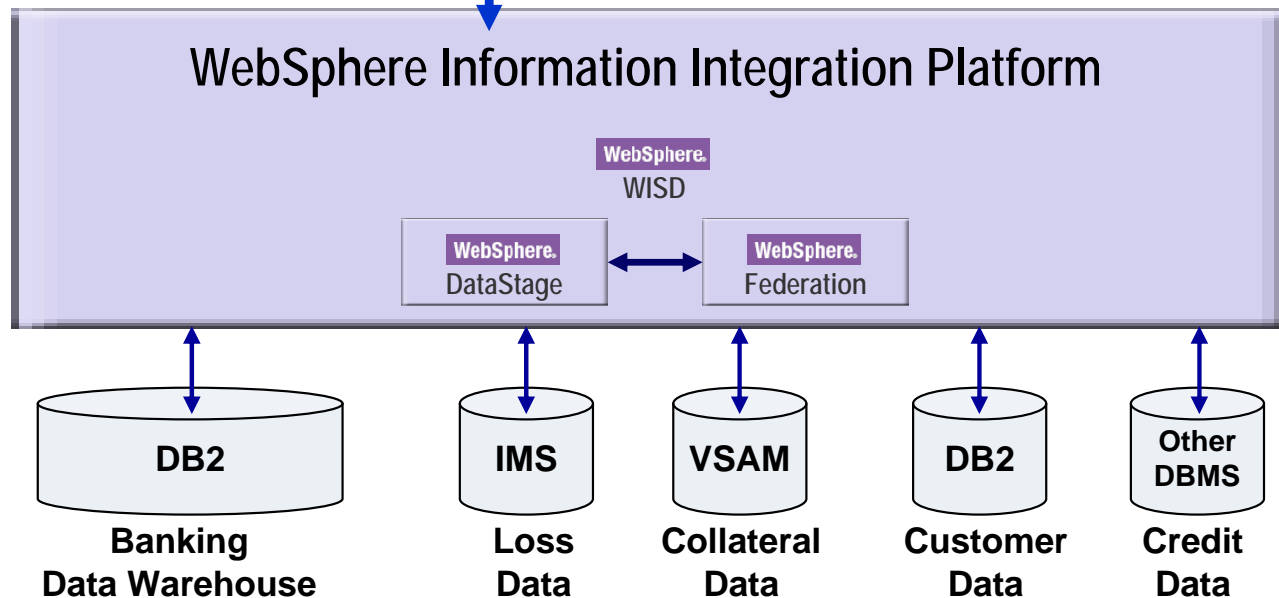 WebSphere Information Integration Platform
WebSphere.
WISD
WebSphere.
DataStage
WebSphere.
Federation
DB2
IMS
VSAM
DB2
Other
DBMS
Banking
Data Warehouse
Loss
Data
Collateral
Data
Customer
Data
Credit
Data